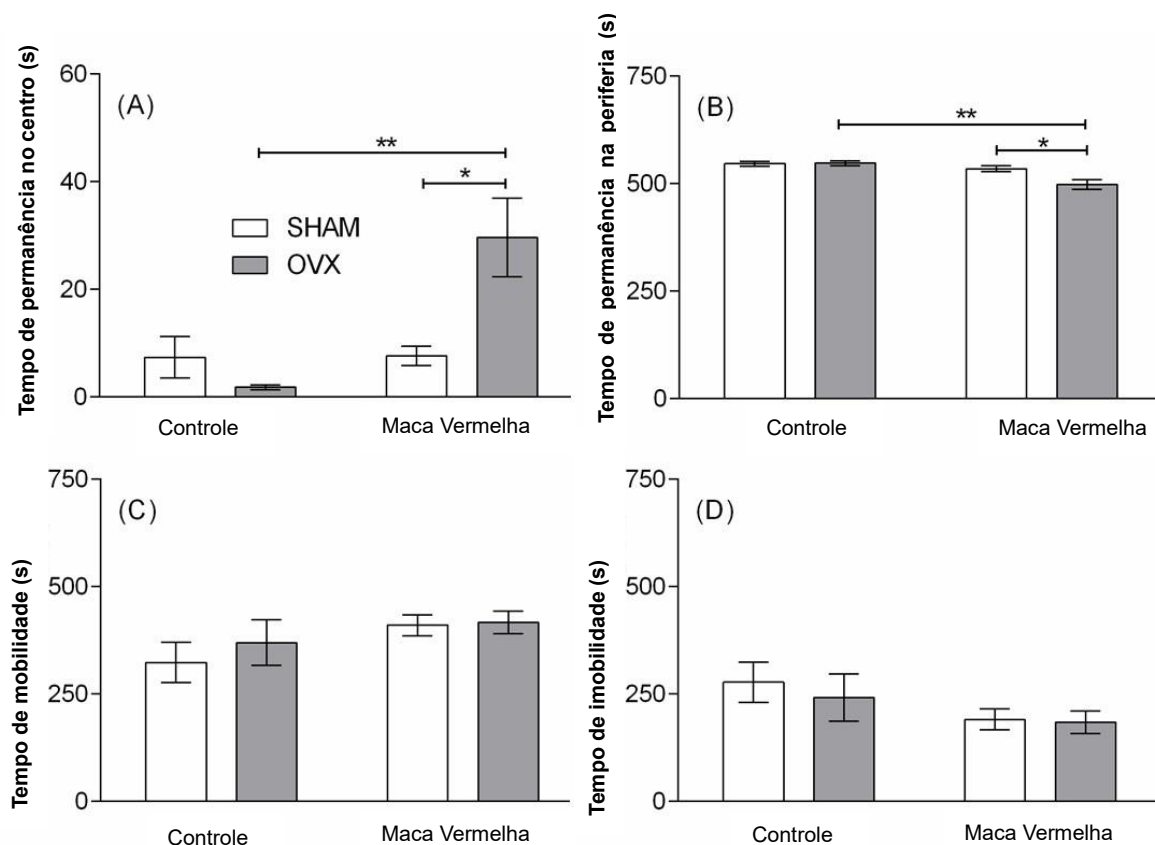 Tempo de permanência no centro (s)
60
40
20
0
(A)
**
*
SHAM
OVX
Controle
Maca Vermelha
Tempo de permanência na periferia (s)
750
500
250
0
(B)
**
*
Controle
Maca Vermelha
Tempo de mobilidade (s)
750
500
250
0
(C)
Controle
Maca Vermelha
Tempo de imobilidade (s)
750
500
250
0
(D)
Controle
Maca Vermelha